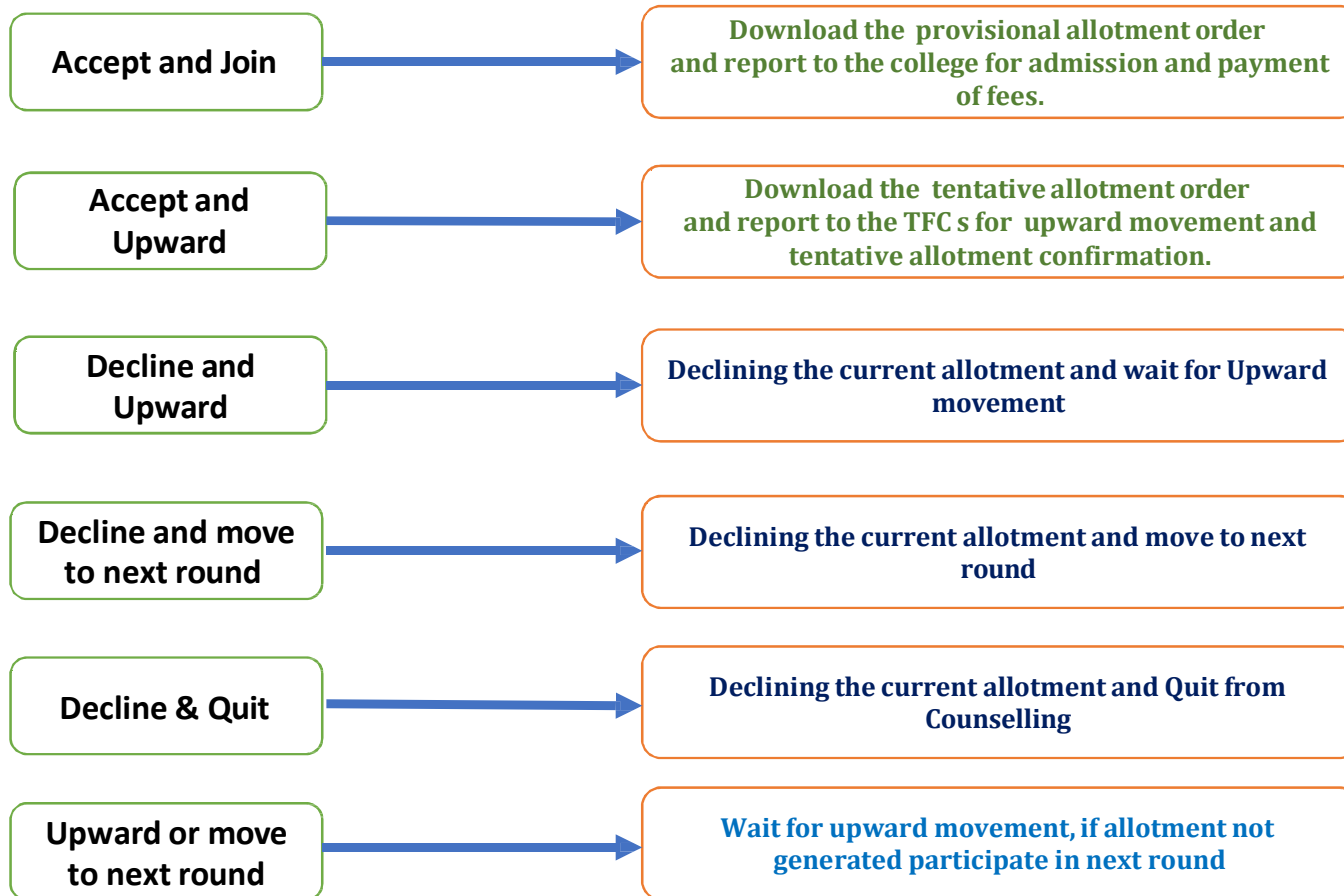 Accept and Join
Download the provisional allotment order
and report to the college for admission and payment
of fees.
Accept and
Upward
Download the tentative allotment order
and report to the TFC s for upward movement and
tentative allotment confirmation.
Decline and
Upward
Declining the current allotment and wait for Upward
movement
Decline and move
to next round
Declining the current allotment and move to next
round
Decline & Quit
Declining the current allotment and Quit from
Counselling
Upward or move
to next round
Wait for upward movement, if allotment not
generated participate in next round